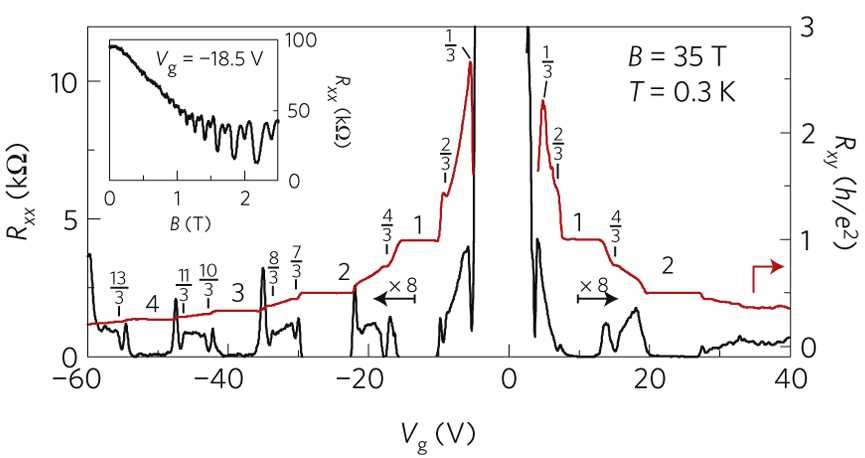 100
V_g = −18.5 V
50
R_xx (kΩ)
0
0 1 2
B (T)
B = 35 T
T = 0.3 K
10
5
0
R_xx (kΩ)
3
2
1
0
R_xy (h/e²)
1/3
2/3
4/3
1
2
7/3
8/3
3
10/3
11/3
4
13/3
× 8
1/3
2/3
1
4/3
2
× 8
−60 −40 −20 0 20 40
V_g (V)